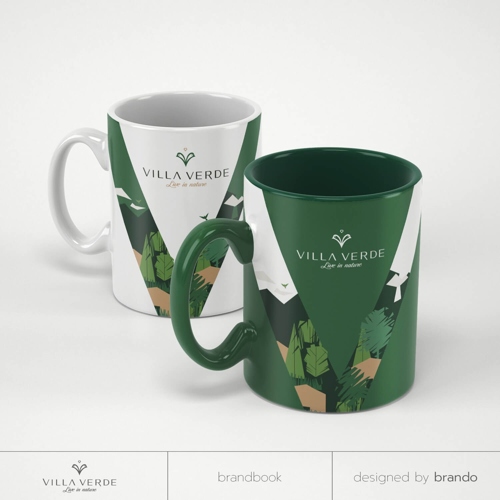 VILLA VERDE
Live in nature
VILLA VERDE
Live in nature
VILLA VERDE
Live in nature
brandbook
designed by brando